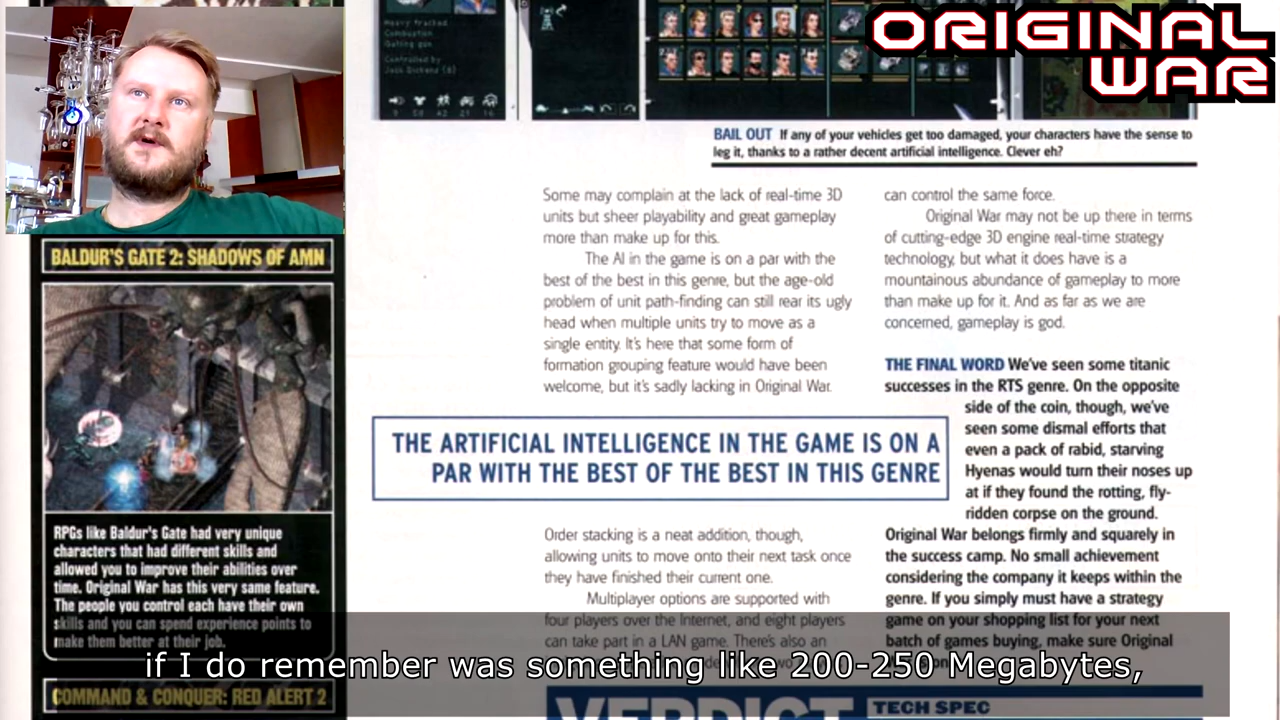 ORIGINAL
WAR
Heavy tracked
Combustion
Gatling gun
Controlled by
BAIL OUT If any of your vehicles get too damaged, your characters have the sense to
leg it, thanks to a rather decent artificial intelligence. Clever eh?
BALDUR'S GATE 2: SHADOWS OF AMN
RPGs like Baldur's Gate had very unique
characters that had different skills and
allowed you to improve their abilities over
time. Original War has this very same feature.
The people you control each have their own
skills and you can spend experience points to
make them better at their job.
COMMAND & CONQUER: RED ALERT 2
Some may complain at the lack of real-time 3D
units but sheer playability and great gameplay
more than make up for this.
The AI in the game is on a par with the
best of the best in this genre, but the age-old
problem of unit path-finding can still rear its ugly
head when multiple units try to move as a
single entity. It's here that some form of
formation grouping feature would have been
welcome, but it's sadly lacking in Original War.
THE ARTIFICIAL INTELLIGENCE IN THE GAME IS ON A
PAR WITH THE BEST OF THE BEST IN THIS GENRE
Order stacking is a neat addition, though,
allowing units to move onto their next task once
they have finished their current one.
Multiplayer options are supported with
four players over the Internet, and eight players
can take part in a LAN game. There's also an
can control the same force.
Original War may not be up there in terms
of cutting-edge 3D engine real-time strategy
technology, but what it does have is a
mountainous abundance of gameplay to more
than make up for it. And as far as we are
concerned, gameplay is god.
THE FINAL WORD We've seen some titanic
successes in the RTS genre. On the opposite
side of the coin, though, we've
seen some dismal efforts that
even a pack of rabid, starving
Hyenas would turn their noses up
at if they found the rotting, fly-
ridden corpse on the ground.
Original War belongs firmly and squarely in
the success camp. No small achievement
considering the company it keeps within the
genre. If you simply must have a strategy
game on your shopping list for your next
batch of games buying, make sure Original
if I do remember was something like 200-250 Megabytes,
VERDICT
TECH SPEC